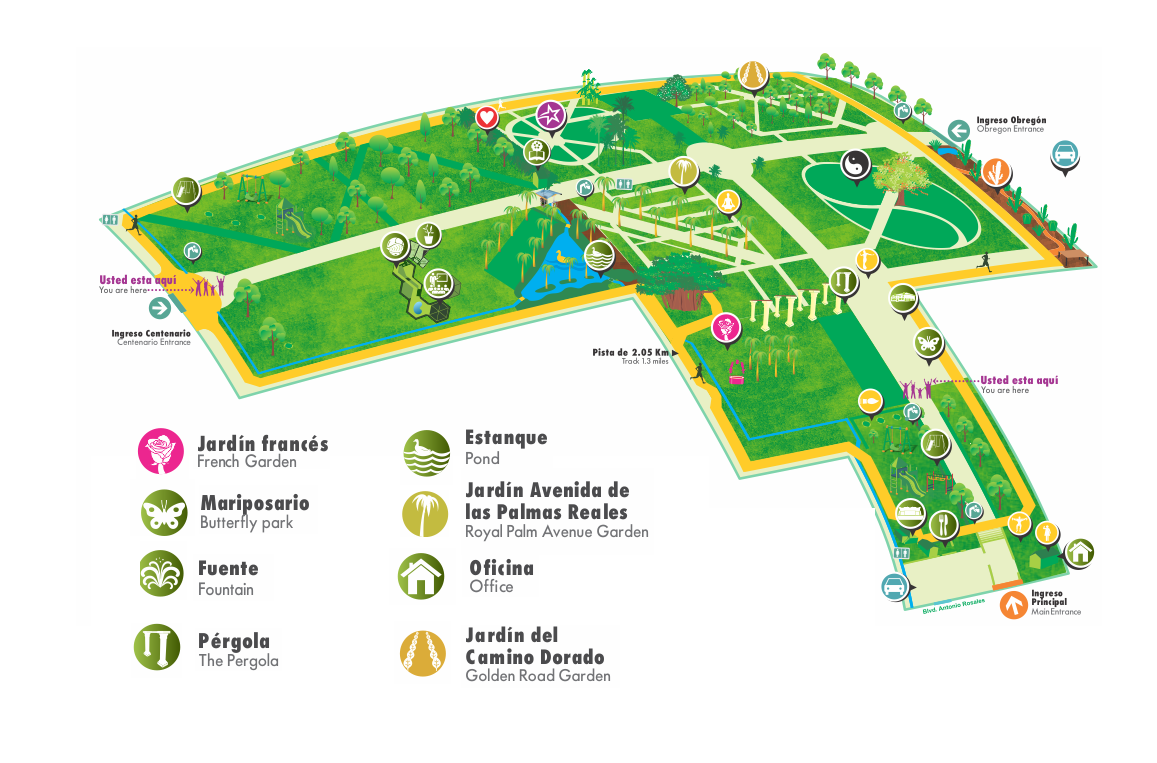 Ingreso Obregón
Obregon Entrance
Usted esta aquí
You are here
Ingreso Centenario
Centenario Entrance
Pista de 2.05 Km
Track 1.3 miles
Usted esta aquí
You are here
Ingreso
Principal
Main Entrance
Blvd. Antonio Rosales
Jardín francés
French Garden
Mariposario
Butterfly park
Fuente
Fountain
Pérgola
The Pergola
Estanque
Pond
Jardín Avenida de
las Palmas Reales
Royal Palm Avenue Garden
Oficina
Office
Jardín del
Camino Dorado
Golden Road Garden